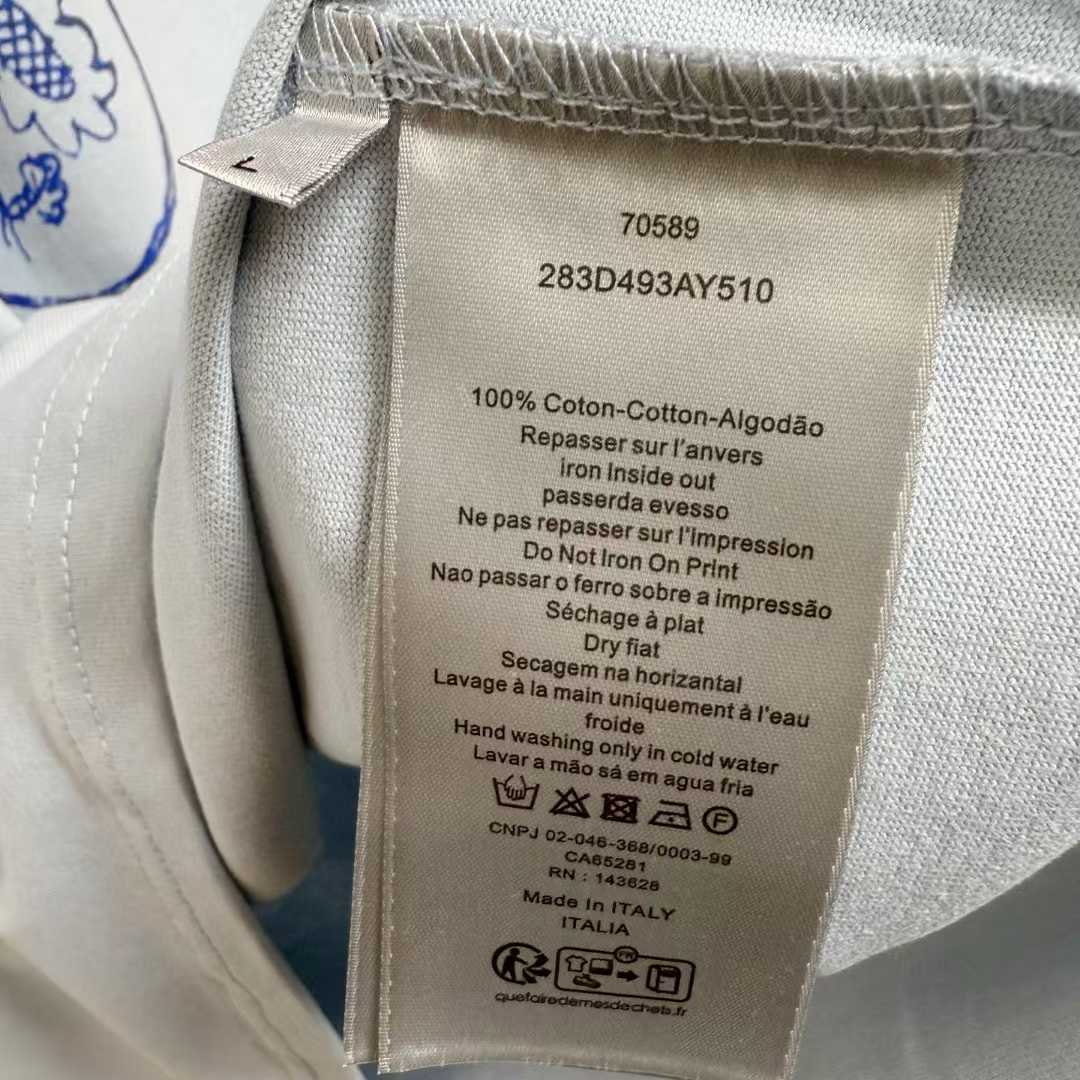 L
70589
283D493AY510
100% Coton-Cotton-Algodão
Repasser sur l'anvers
iron Inside out
passerda evesso
Ne pas repasser sur l'impression
Do Not Iron On Print
Nao passar o ferro sobre a impressão
Séchage à plat
Dry fiat
Secagem na horizantal
Lavage à la main uniquement à l'eau
froide
Hand washing only in cold water
Lavar a mão sá em agua fria
F
CNPJ 02-046-368/0003-99
CA65281
RN : 143628
Made In ITALY
ITALIA
FR
quefairedemesdechets.fr